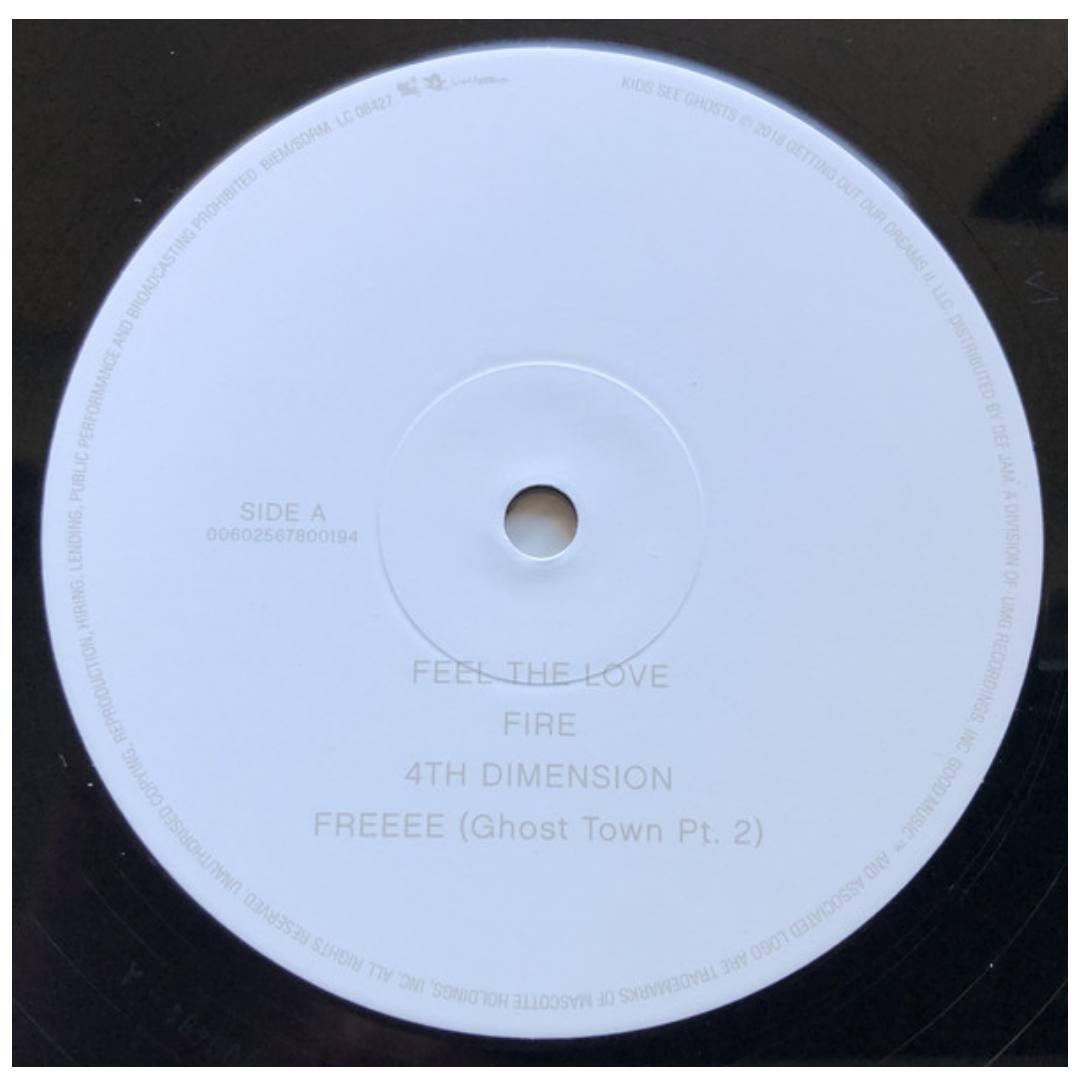 KIDS SEE GHOSTS ℗ 2018 GETTING OUT OUR DREAMS II, LLC. DISTRIBUTED BY DEF JAM, A DIVISION OF UMG RECORDINGS, INC. GOOD MUSIC™ AND ASSOCIATED LOGO ARE TRADEMARKS OF MASCOTTE HOLDINGS, INC. ALL RIGHTS RESERVED. UNAUTHORISED COPYING, REPRODUCTION, HIRING, LENDING, PUBLIC PERFORMANCE AND BROADCASTING PROHIBITED. BIEM/SDRM. LC 08427
SIDE A
00602567800194
FEEL THE LOVE
FIRE
4TH DIMENSION
FREEEE (Ghost Town Pt. 2)